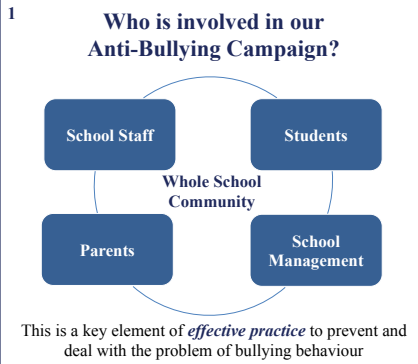 1
Who is involved in our
Anti-Bullying Campaign?
School Staff
Students
Whole School
Community
Parents
School
Management
This is a key element of effective practice to prevent and
deal with the problem of bullying behaviour